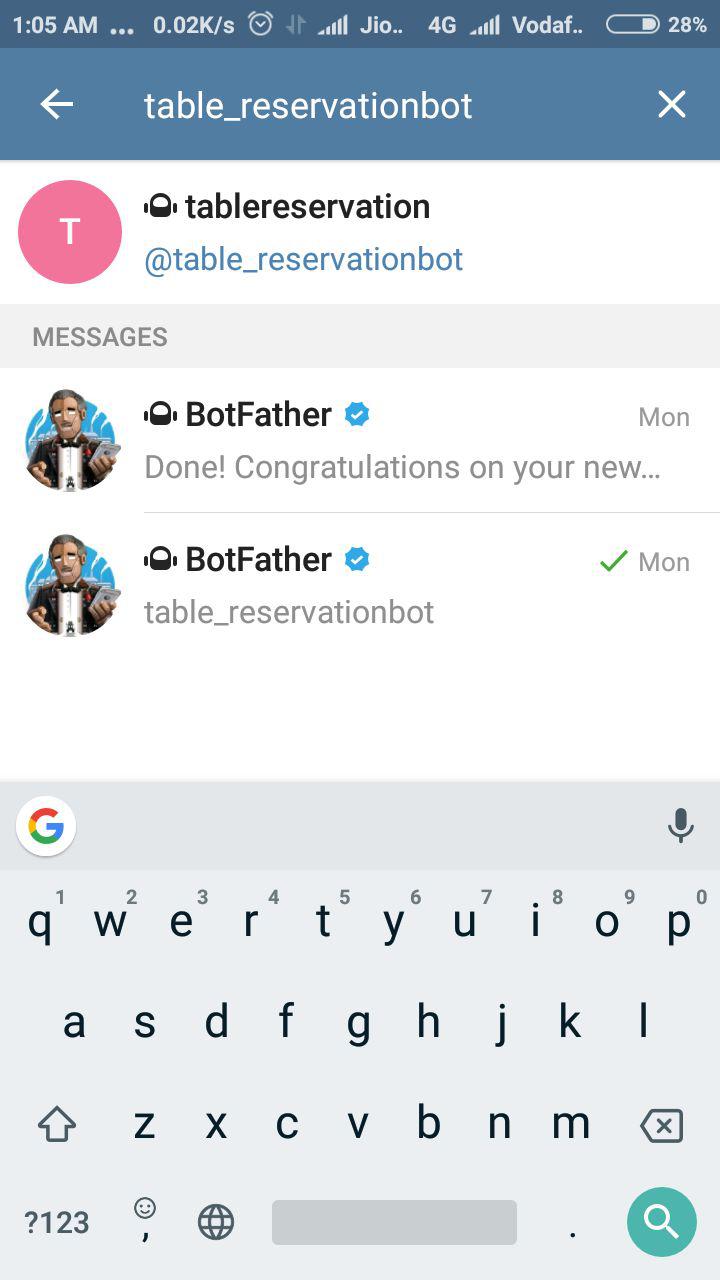 1:05 AM ... 0.02K/s Jio.. 4G Vodaf.. 28%
table_reservationbot
T
tablereservation
@table_reservationbot
MESSAGES
BotFather Mon
Done! Congratulations on your new...
BotFather Mon
table_reservationbot
G
1 2 3 4 5 6 7 8 9 0
q w e r t y u i o p
a s d f g h j k l
z x c v b n m
?123 , .